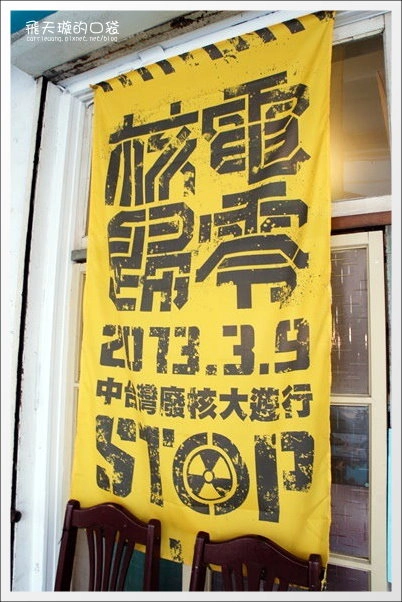 飛天璇的口袋
carriewang.pixnet.net/blog
核電
歸零
2013.3.9
中台灣廢核大遊行
STOP